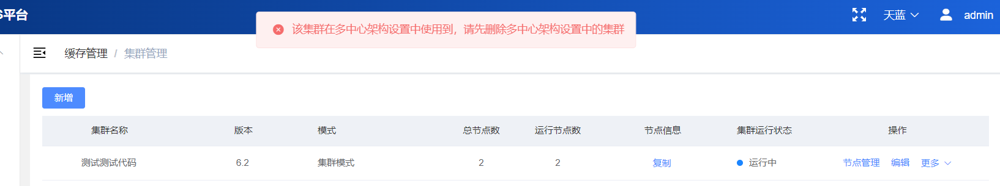 S平台
该集群在多中心架构设置中使用到，请先删除多中心架构设置中的集群
天蓝
admin
缓存管理 / 集群管理
新增
集群名称 版本 模式 总节点数 运行节点数 节点信息 集群运行状态 操作
测试测试代码 6.2 集群模式 2 2 复制 运行中 节点管理 编辑 更多